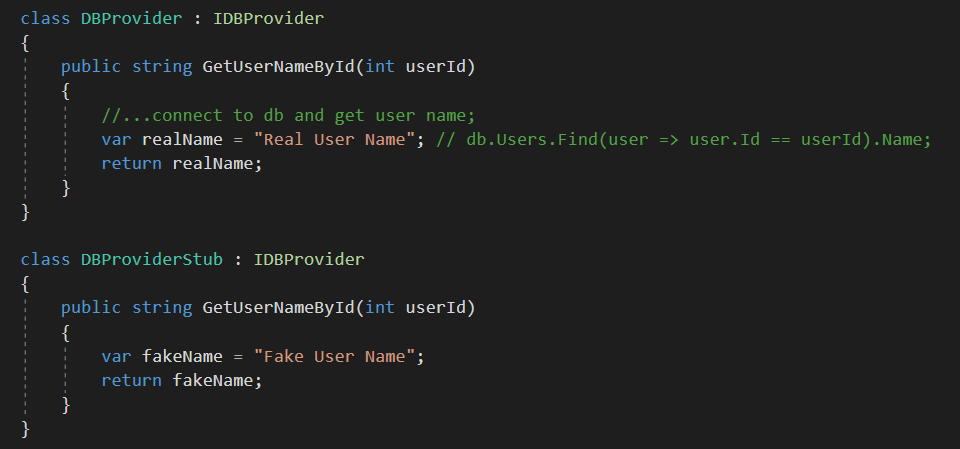 class DBProvider : IDBProvider
{
    public string GetUserNameById(int userId)
    {
        //...connect to db and get user name;
        var realName = "Real User Name"; // db.Users.Find(user => user.Id == userId).Name;
        return realName;
    }
}

class DBProviderStub : IDBProvider
{
    public string GetUserNameById(int userId)
    {
        var fakeName = "Fake User Name";
        return fakeName;
    }
}